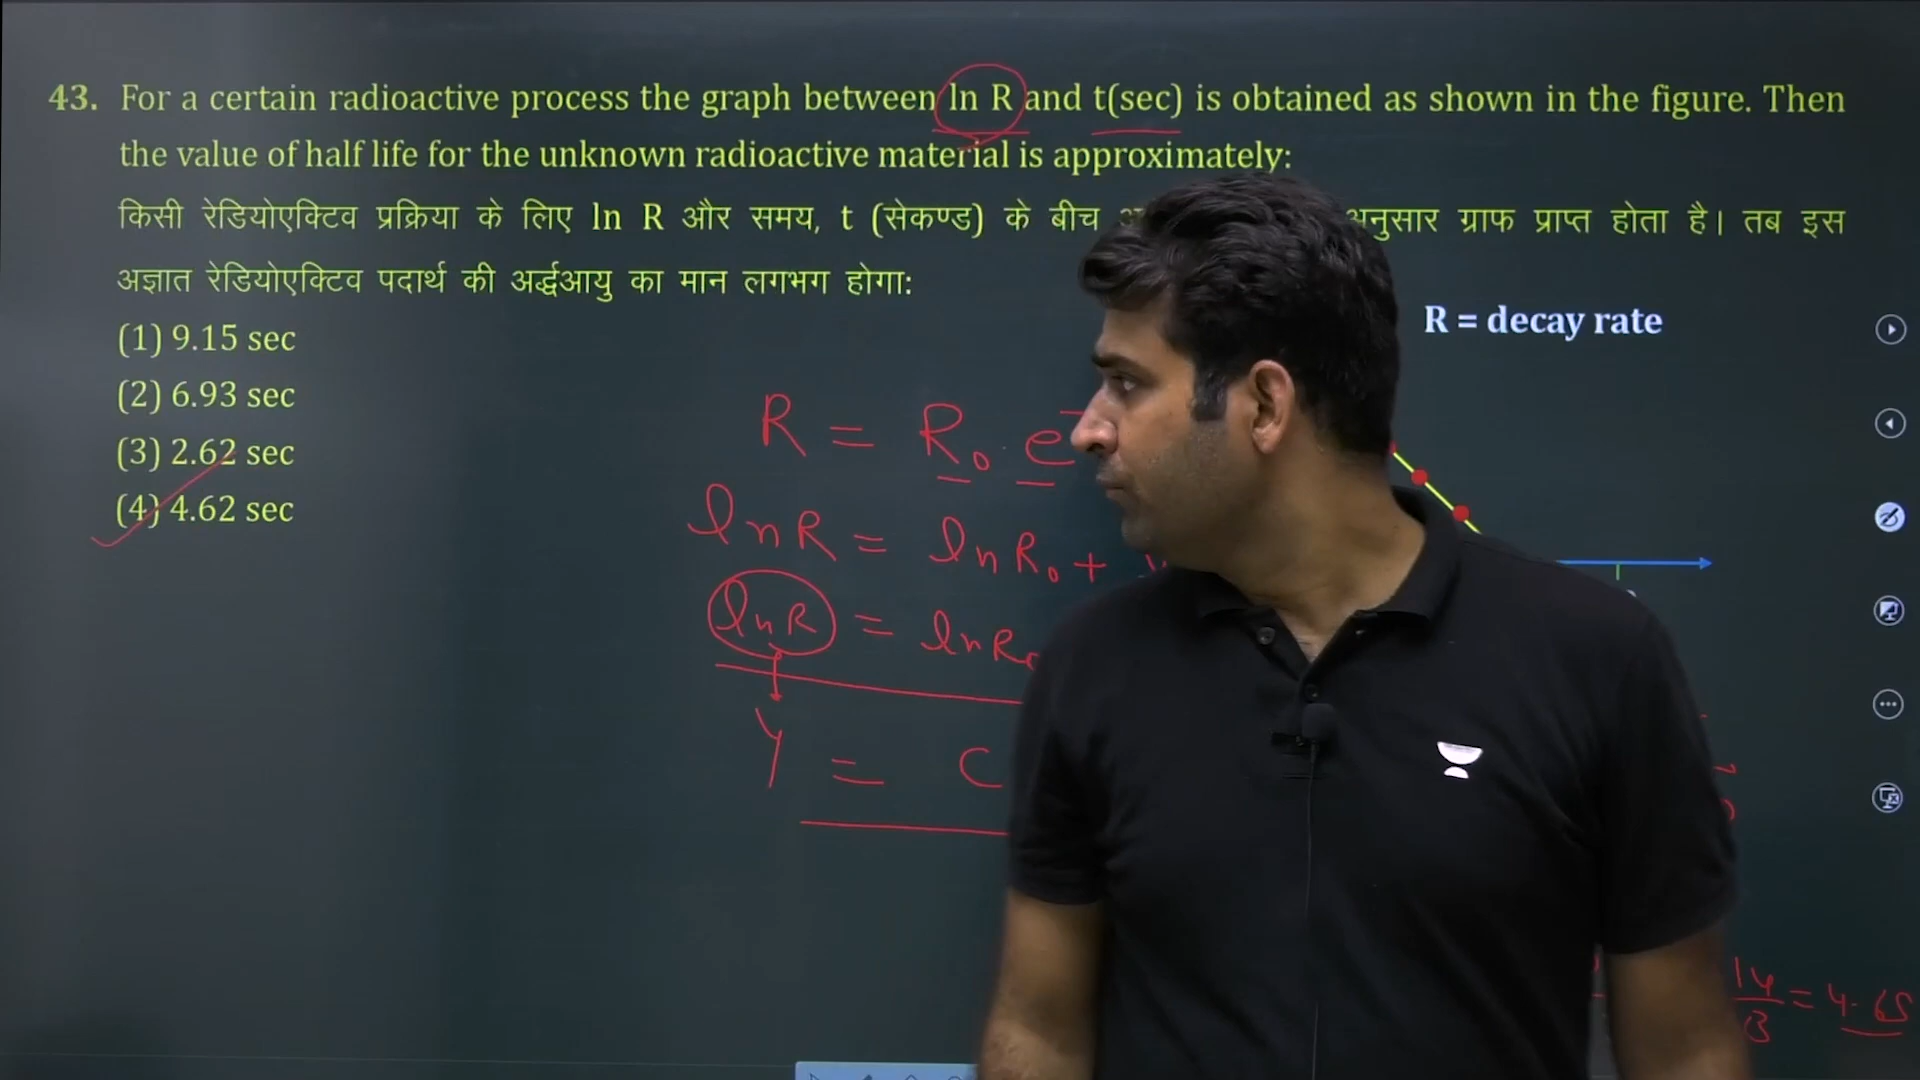 43. For a certain radioactive process the graph between ln R and t(sec) is obtained as shown in the figure. Then
the value of half life for the unknown radioactive material is approximately:
किसी रेडियोएक्टिव प्रक्रिया के लिए ln R और समय, t (सेकण्ड) के बीच अनुसार ग्राफ प्राप्त होता है। तब इस
अज्ञात रेडियोएक्टिव पदार्थ की अर्द्धआयु का मान लगभग होगा:
(1) 9.15 sec
(2) 6.93 sec
(3) 2.62 sec
(4) 4.62 sec
R = decay rate
R = R₀ e
ln R = ln R₀ +
ln R = ln R₀
Y = C
14/3 = 4.65